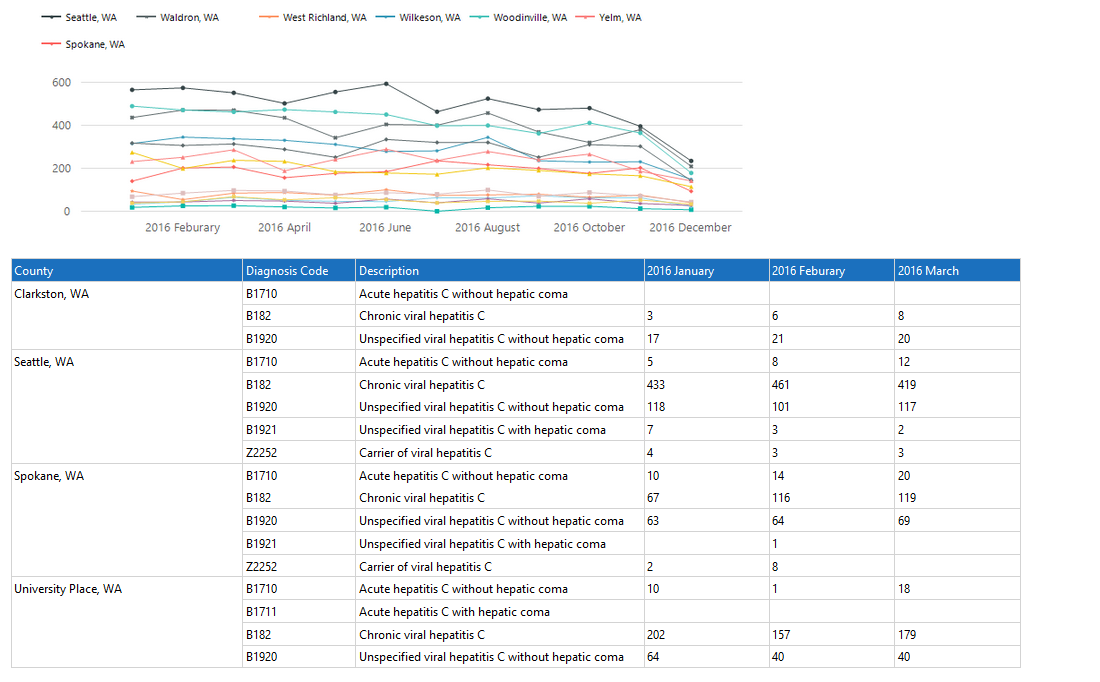 Seattle, WA Waldron, WA West Richland, WA Wilkeson, WA Woodinville, WA Yelm, WA
Spokane, WA
600
400
200
0
2016 Feburary 2016 April 2016 June 2016 August 2016 October 2016 December
County Diagnosis Code Description 2016 January 2016 Feburary 2016 March
Clarkston, WA B1710 Acute hepatitis C without hepatic coma
B182 Chronic viral hepatitis C 3 6 8
B1920 Unspecified viral hepatitis C without hepatic coma 17 21 20
Seattle, WA B1710 Acute hepatitis C without hepatic coma 5 8 12
B182 Chronic viral hepatitis C 433 461 419
B1920 Unspecified viral hepatitis C without hepatic coma 118 101 117
B1921 Unspecified viral hepatitis C with hepatic coma 7 3 2
Z2252 Carrier of viral hepatitis C 4 3 3
Spokane, WA B1710 Acute hepatitis C without hepatic coma 10 14 20
B182 Chronic viral hepatitis C 67 116 119
B1920 Unspecified viral hepatitis C without hepatic coma 63 64 69
B1921 Unspecified viral hepatitis C with hepatic coma 1
Z2252 Carrier of viral hepatitis C 2 8
University Place, WA B1710 Acute hepatitis C without hepatic coma 10 1 18
B1711 Acute hepatitis C with hepatic coma
B182 Chronic viral hepatitis C 202 157 179
B1920 Unspecified viral hepatitis C without hepatic coma 64 40 40